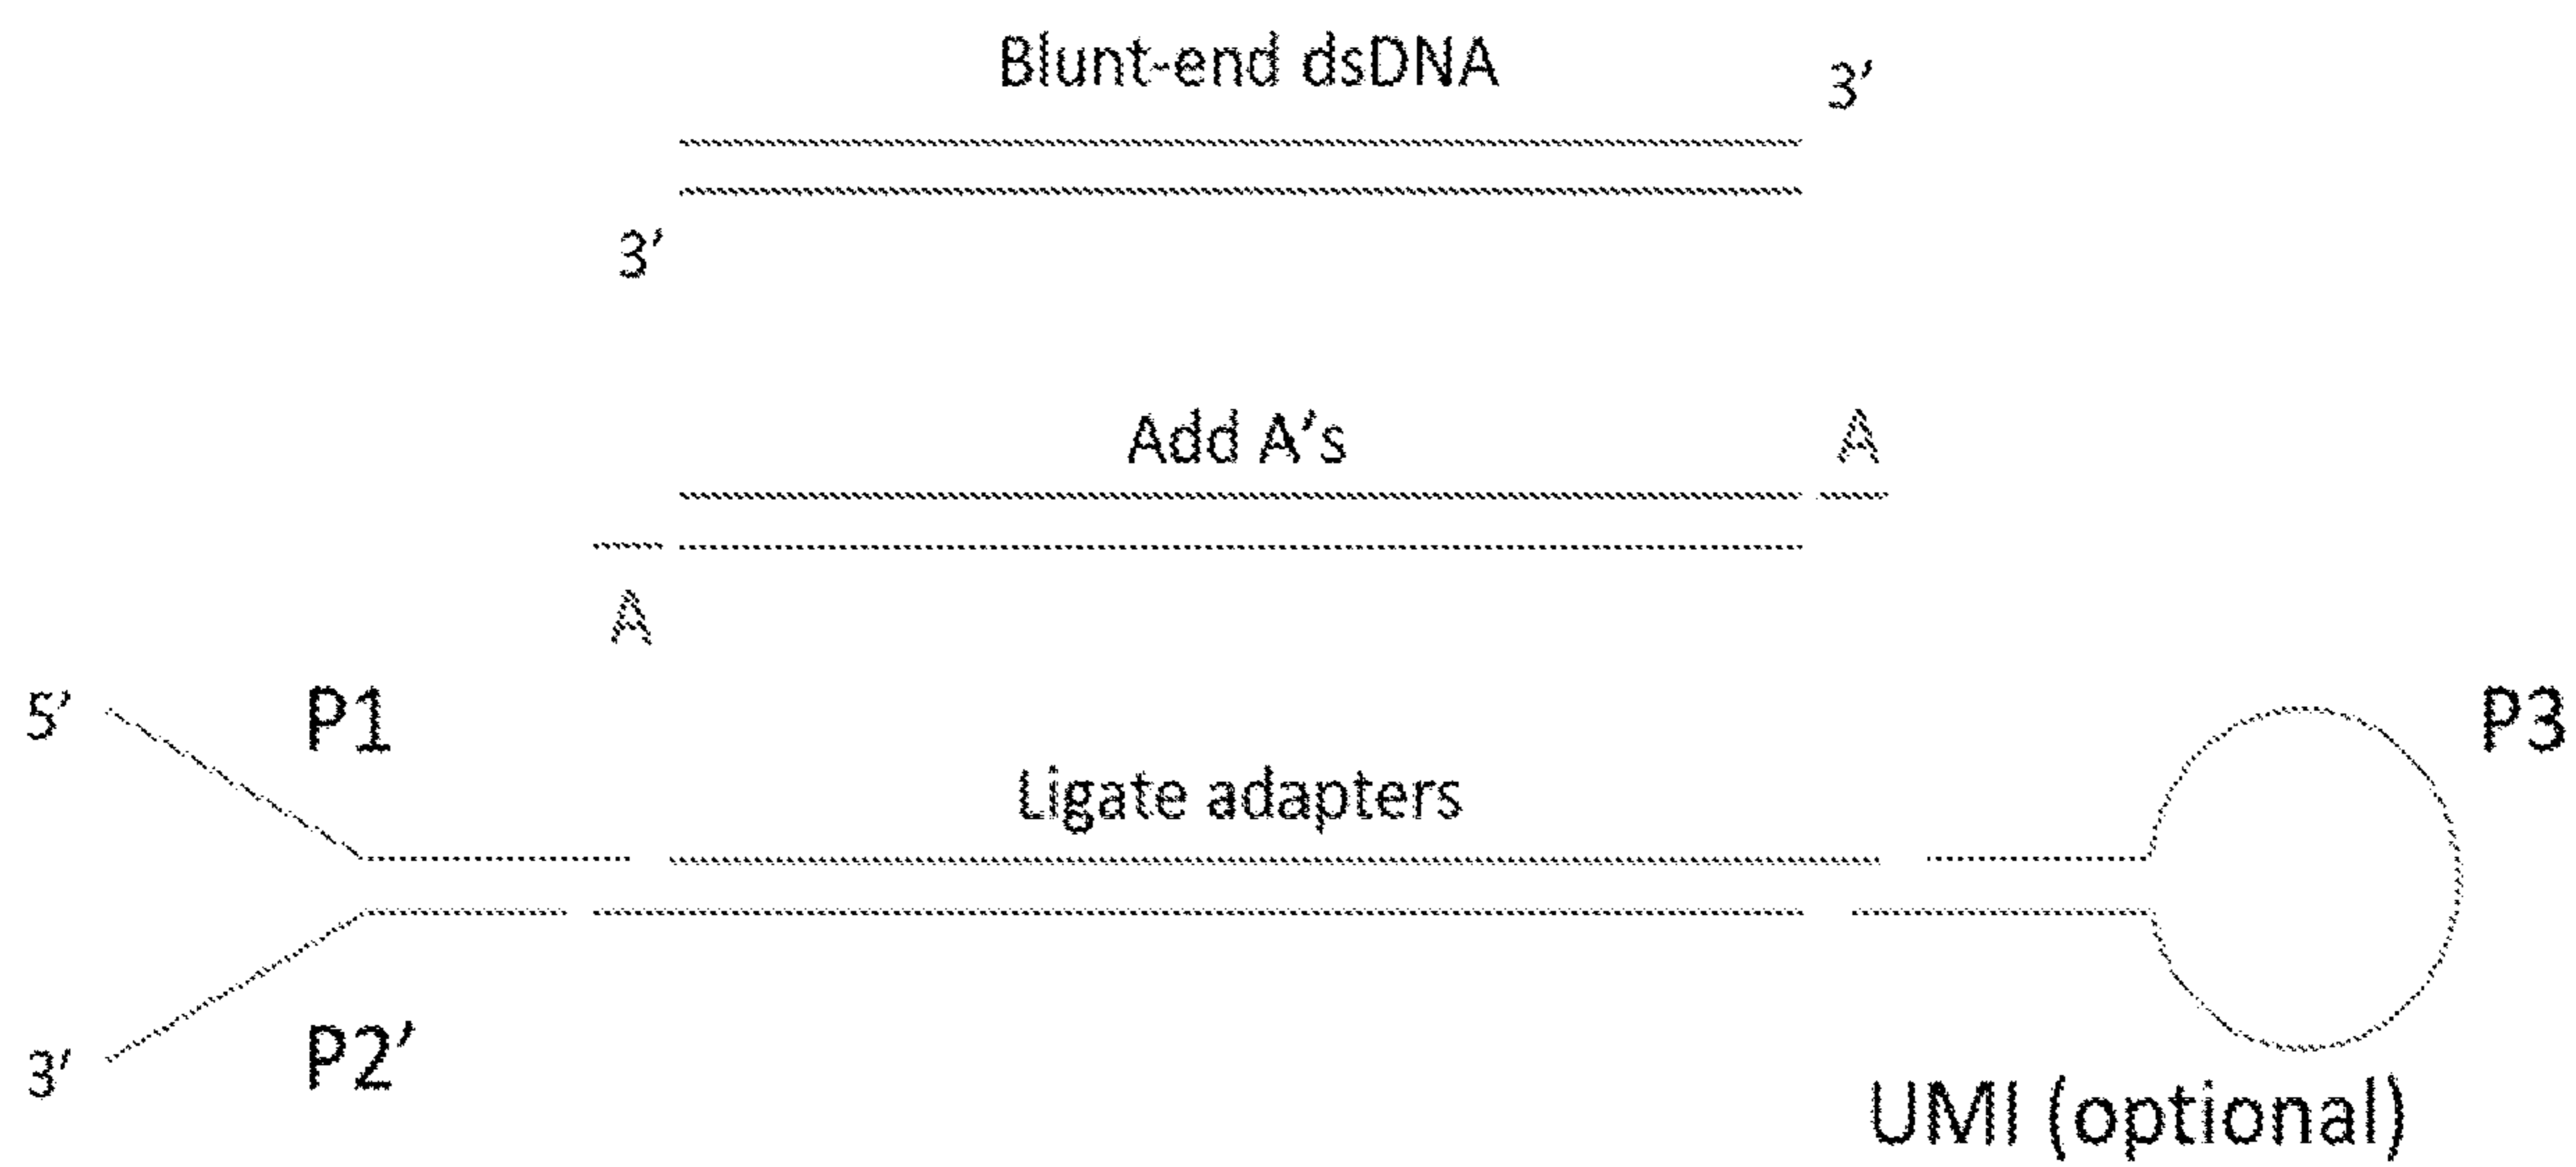 Blunt-end dsDNA
3'
3'
Add A's
A
A
5'
P1
P3
Ligate adapters
3'
P2'
UMI (optional)